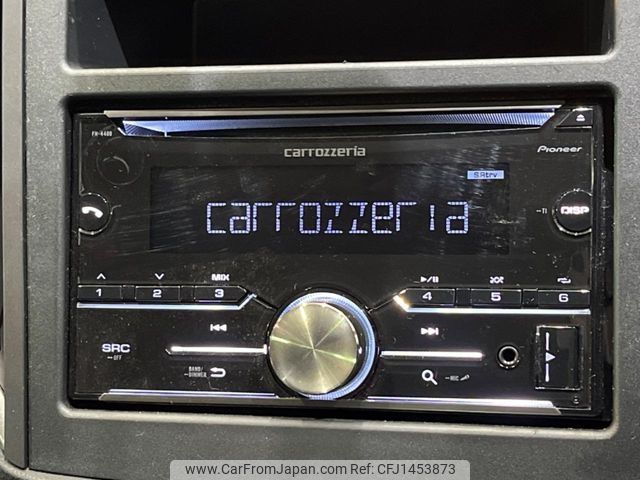 FH-4400
carrozzeria
Pioneer
S.Rtrv
carrozzeria
TI
DISP
MIX
1 2 3
4 5 6
SRC
OFF
BAND/
DIMMER
MIC
www.CarFromJapan.com - CFJ1453873